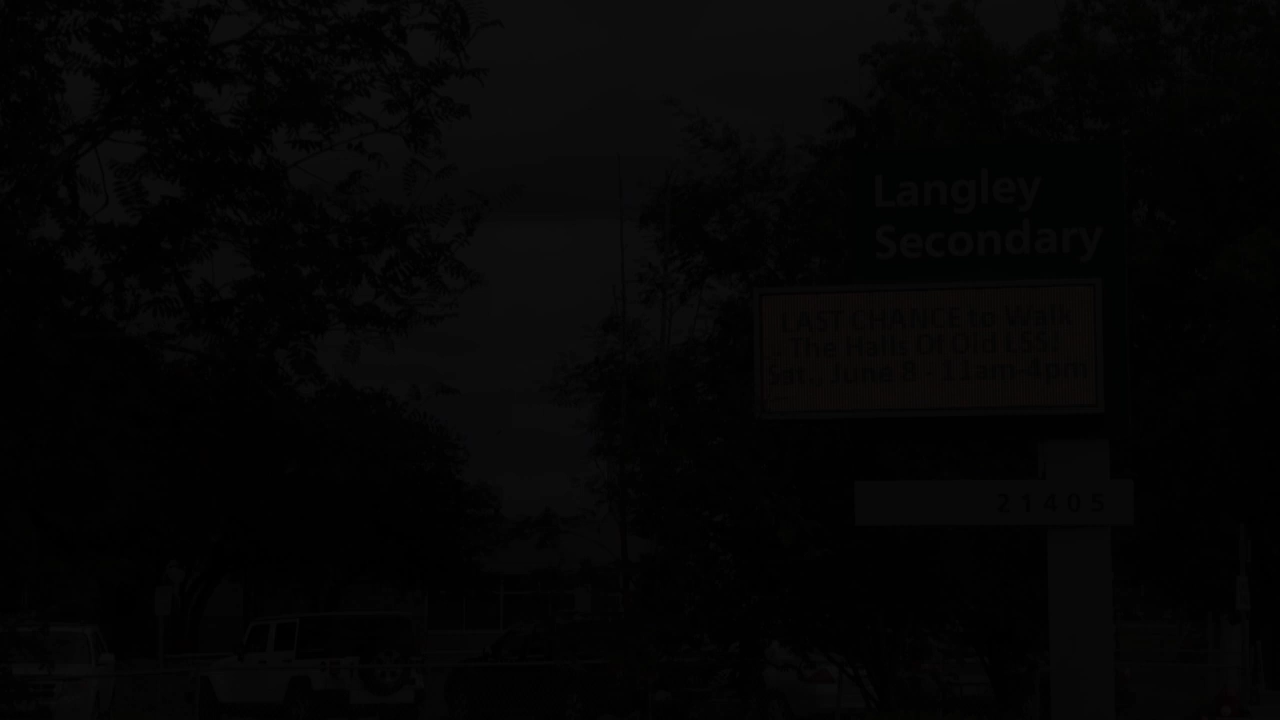 Langley
Secondary
LAST CHANCE to Walk
The Halls Of Old LSS!
Sat., June 8 - 11am-4pm
21405